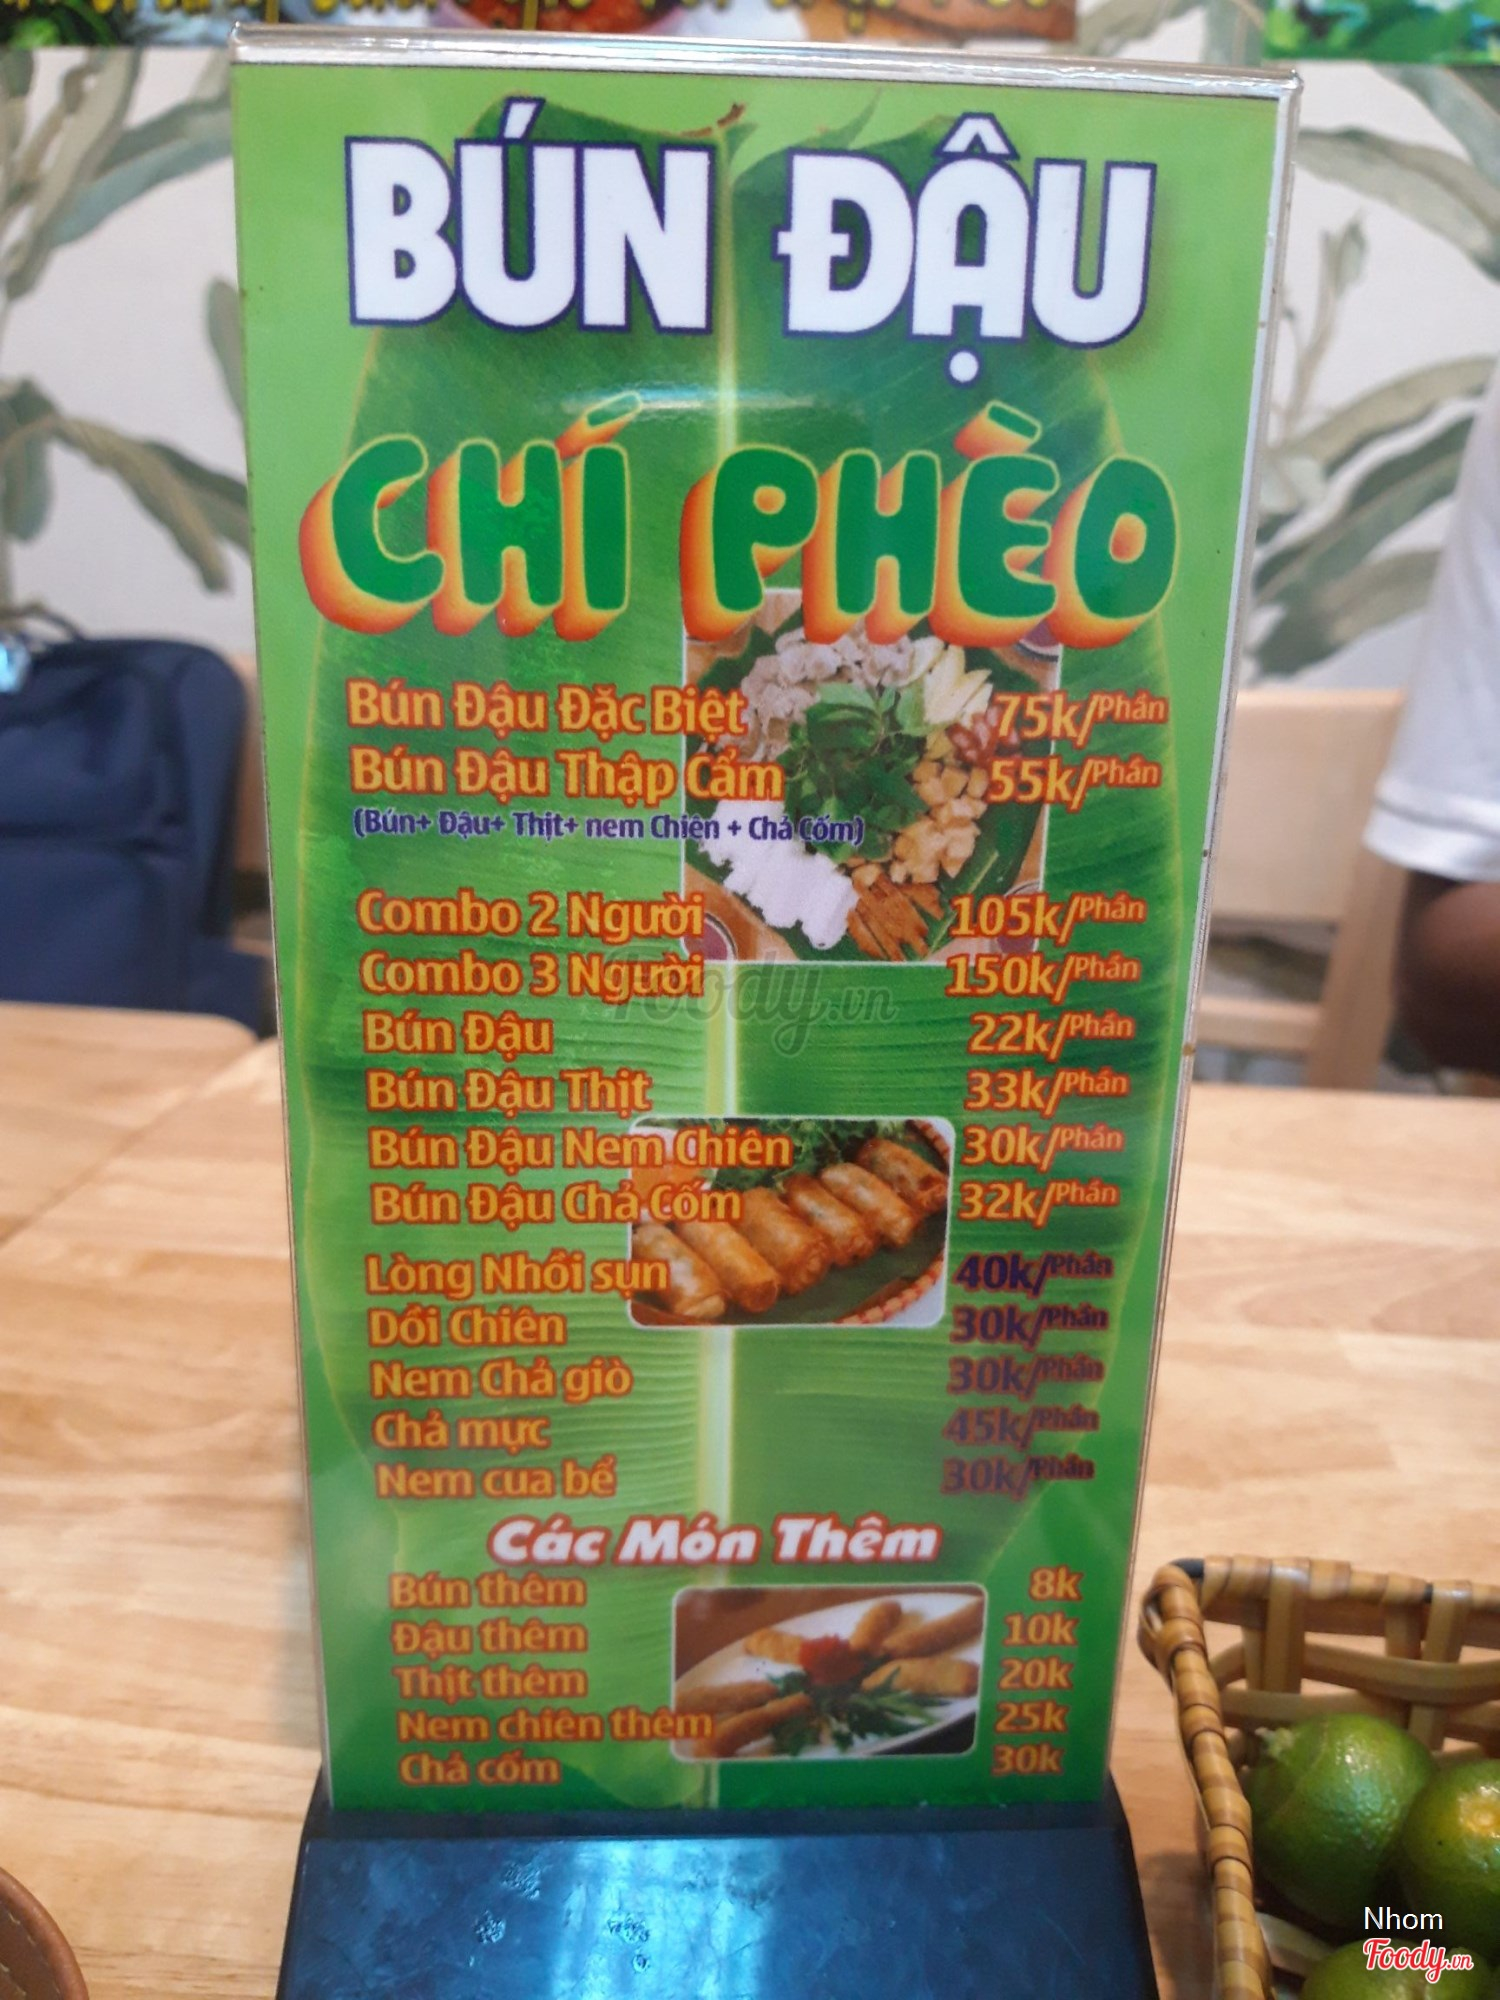 BÚN ĐẬU
CHÍ PHÈO
Bún Đậu Đặc Biệt 75k/Phần
Bún Đậu Thập Cẩm 55k/Phần
(Bún+ Đậu+ Thịt+ nem Chiên + Chả Cốm)
Combo 2 Người 105k/Phần
Combo 3 Người 150k/Phần
Bún Đậu 22k/Phần
Bún Đậu Thịt 33k/Phần
Bún Đậu Nem Chiên 30k/Phần
Bún Đậu Chả Cốm 32k/Phần
Lòng Nhồi sụn 40k/Phần
Dồi Chiên 30k/Phần
Nem Chả giò 30k/Phần
Chả mực 45k/Phần
Nem cua bể 30k/Phần
Các Món Thêm
Bún thêm 8k
Đậu thêm 10k
Thịt thêm 20k
Nem chiên thêm 25k
Chả cốm 30k
Foody.vn
Nhom
Foody.vn